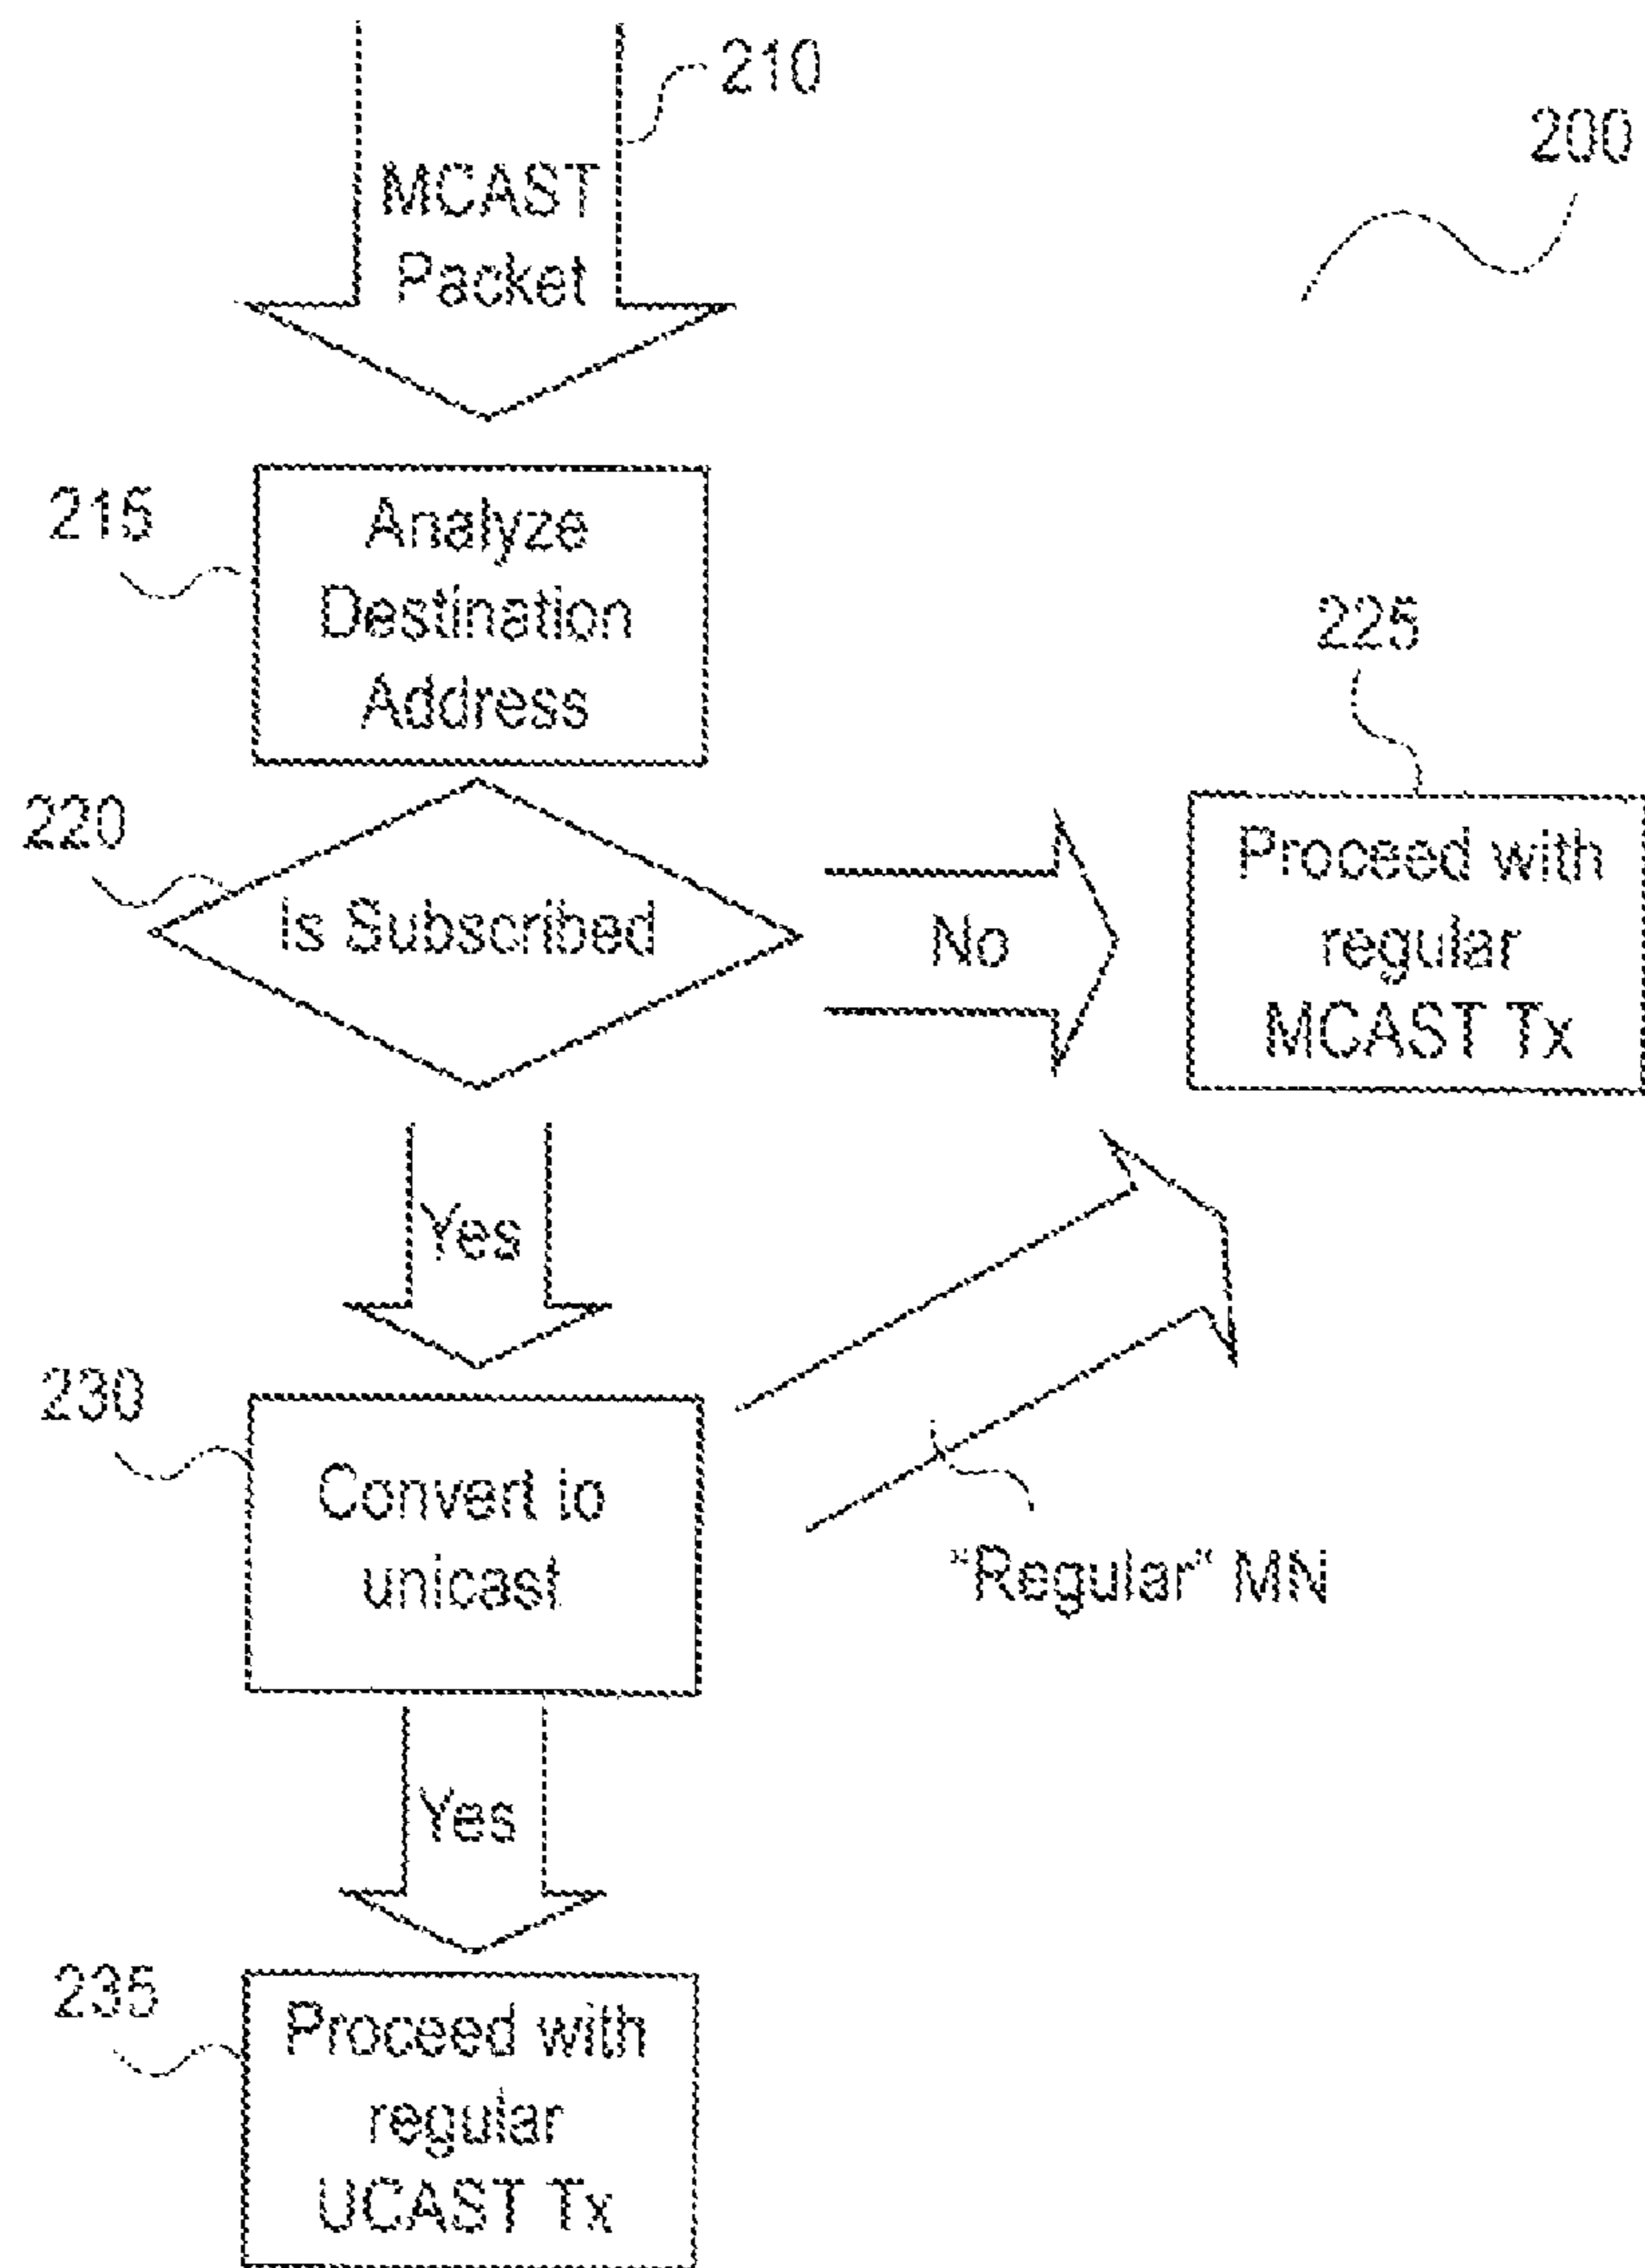 210
200
MCAST
Packet
215
Analyze
Destination
Address
225
220
Is Subscribed
No
Proceed with
regular
MCAST Tx
Yes
230
Convert to
unicast
"Regular" MN
Yes
235
Proceed with
regular
UCAST Tx